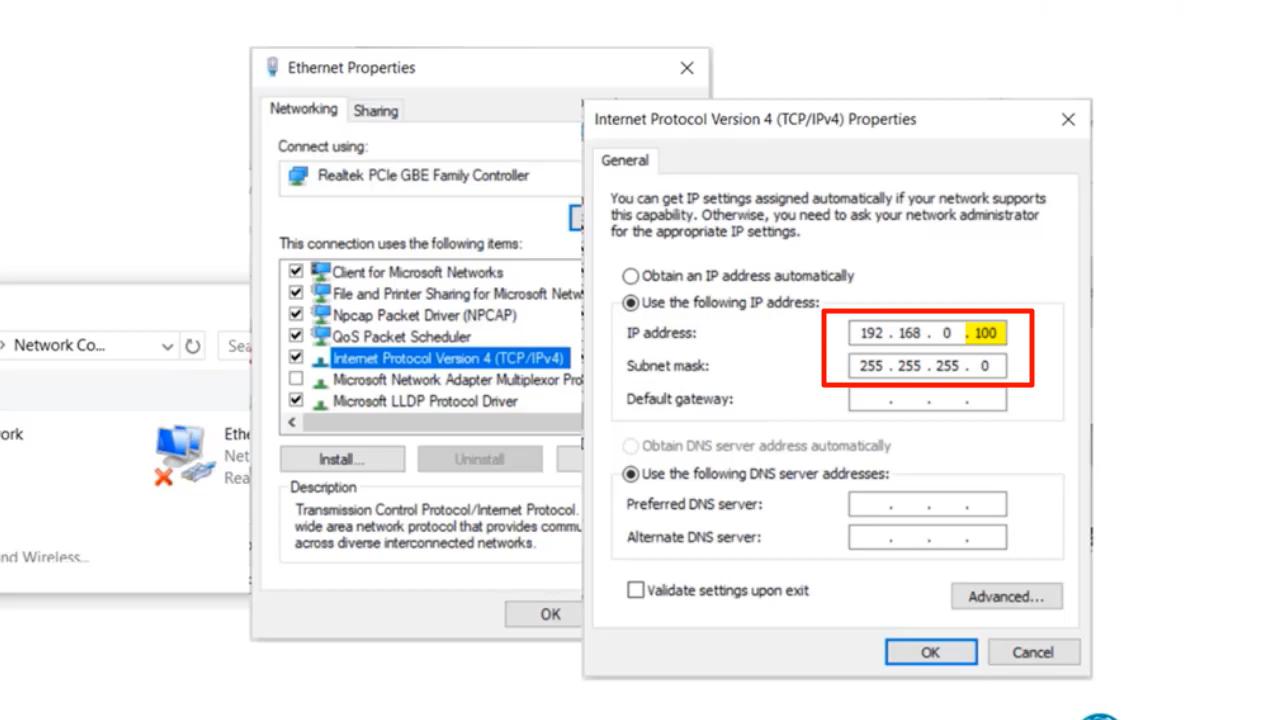 Network Co...
Sea
work
Ethe
Net
Rea
and Wireless...
Ethernet Properties
Networking
Sharing
Connect using:
Realtek PCIe GBE Family Controller
This connection uses the following items:
Client for Microsoft Networks
File and Printer Sharing for Microsoft Netw
Npcap Packet Driver (NPCAP)
QoS Packet Scheduler
Internet Protocol Version 4 (TCP/IPv4)
Microsoft Network Adapter Multiplexor Pro
Microsoft LLDP Protocol Driver
Install...
Uninstall
Description
Transmission Control Protocol/Internet Protocol.
wide area network protocol that provides commu
across diverse interconnected networks.
OK
Internet Protocol Version 4 (TCP/IPv4) Properties
General
You can get IP settings assigned automatically if your network supports
this capability. Otherwise, you need to ask your network administrator
for the appropriate IP settings.
Obtain an IP address automatically
Use the following IP address:
IP address: 192 . 168 . 0 . 100
Subnet mask: 255 . 255 . 255 . 0
Default gateway: . . .
Obtain DNS server address automatically
Use the following DNS server addresses:
Preferred DNS server: . . .
Alternate DNS server: . . .
Validate settings upon exit
Advanced...
OK
Cancel